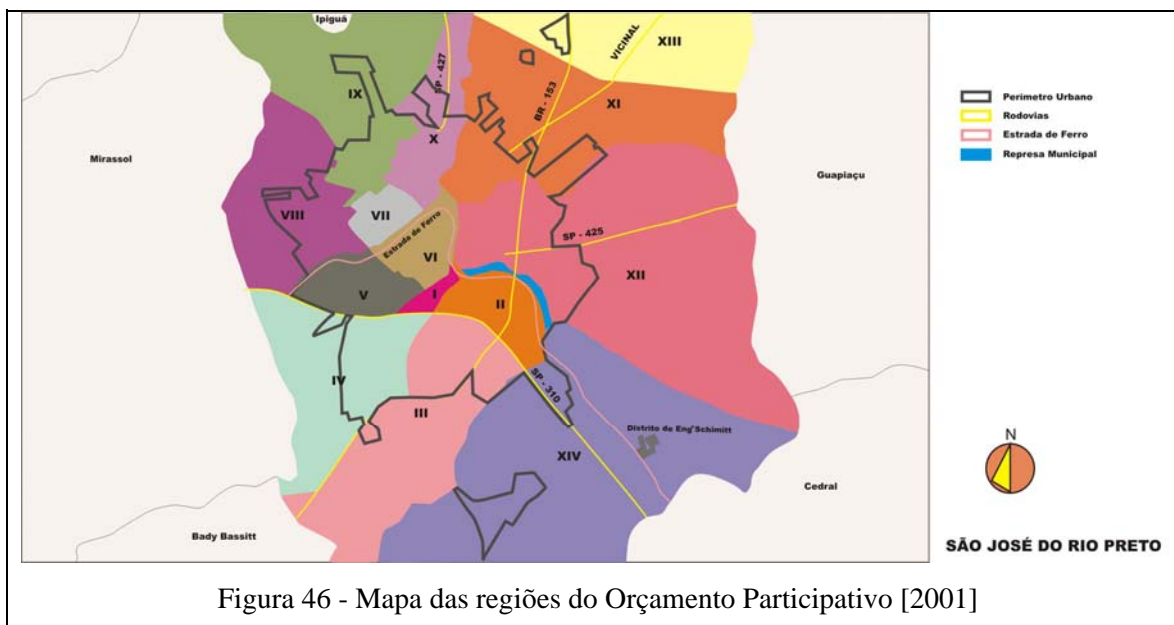 Ipiguá
XIII
VICINAL
SP - 427
BR - 153
IX
XI
X
Mirassol
Guapiaçu
Perímetro Urbano
Rodovias
Estrada de Ferro
Represa Municipal
VIII
VII
Estrada de Ferro
SP - 425
VI
XII
V
I
II
IV
SP - 310
III
Distrito de Eng°Schimitt
XIV
N
Cedral
Bady Bassitt
SÃO JOSÉ DO RIO PRETO
Figura 46 - Mapa das regiões do Orçamento Participativo [2001]